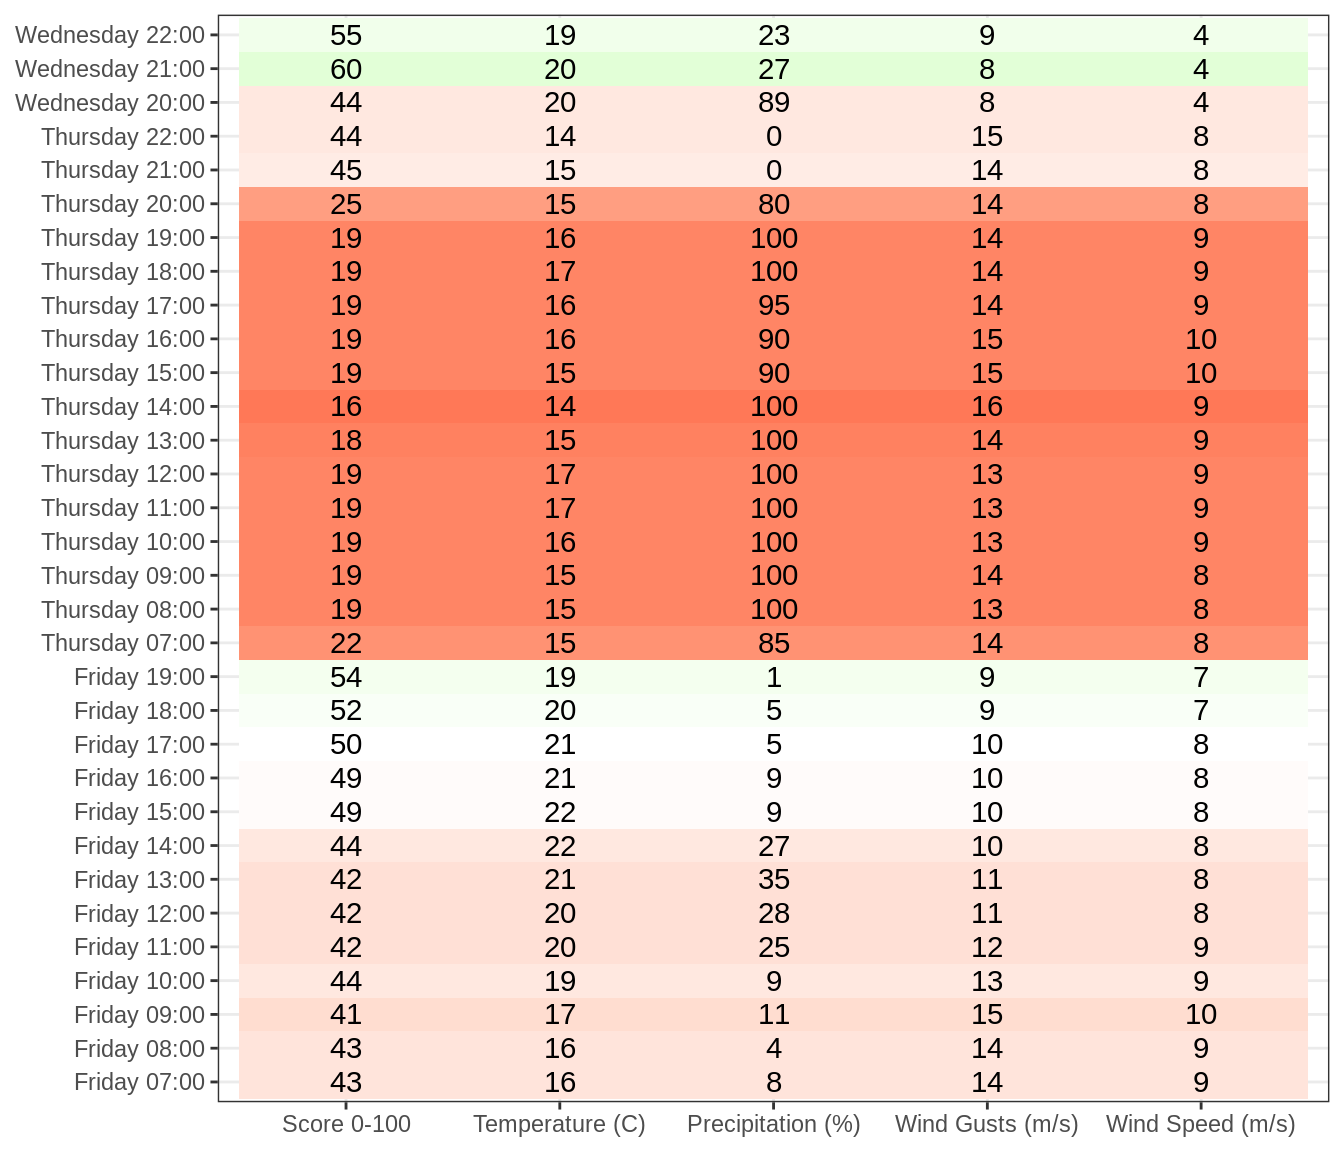 Wednesday 22:00 55 19 23 9 4
Wednesday 21:00 60 20 27 8 4
Wednesday 20:00 44 20 89 8 4
Thursday 22:00 44 14 0 15 8
Thursday 21:00 45 15 0 14 8
Thursday 20:00 25 15 80 14 8
Thursday 19:00 19 16 100 14 9
Thursday 18:00 19 17 100 14 9
Thursday 17:00 19 16 95 14 9
Thursday 16:00 19 16 90 15 10
Thursday 15:00 19 15 90 15 10
Thursday 14:00 16 14 100 16 9
Thursday 13:00 18 15 100 14 9
Thursday 12:00 19 17 100 13 9
Thursday 11:00 19 17 100 13 9
Thursday 10:00 19 16 100 13 9
Thursday 09:00 19 15 100 14 8
Thursday 08:00 19 15 100 13 8
Thursday 07:00 22 15 85 14 8
Friday 19:00 54 19 1 9 7
Friday 18:00 52 20 5 9 7
Friday 17:00 50 21 5 10 8
Friday 16:00 49 21 9 10 8
Friday 15:00 49 22 9 10 8
Friday 14:00 44 22 27 10 8
Friday 13:00 42 21 35 11 8
Friday 12:00 42 20 28 11 8
Friday 11:00 42 20 25 12 9
Friday 10:00 44 19 9 13 9
Friday 09:00 41 17 11 15 10
Friday 08:00 43 16 4 14 9
Friday 07:00 43 16 8 14 9
Score 0-100 Temperature (C) Precipitation (%) Wind Gusts (m/s) Wind Speed (m/s)